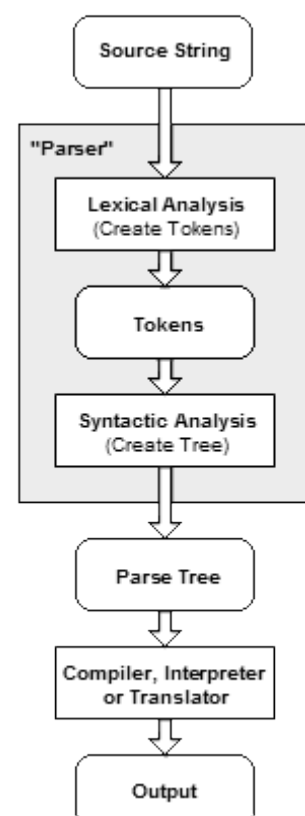 Source String
"Parser"
Lexical Analysis
(Create Tokens)
Tokens
Syntactic Analysis
(Create Tree)
Parse Tree
Compiler, Interpreter
or Translator
Output